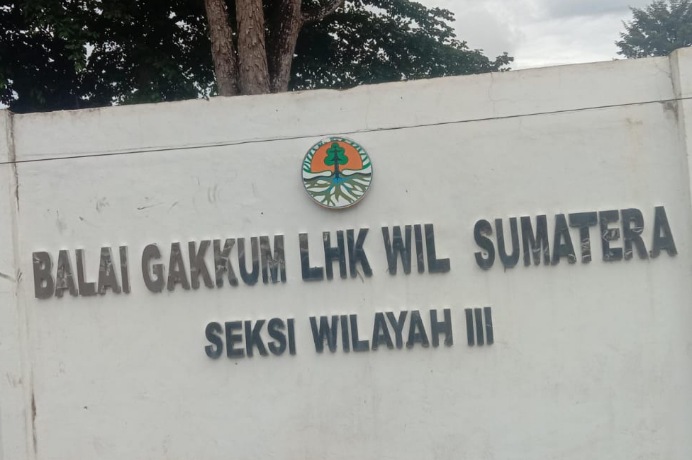 BALAI GAKKUM LHK WIL SUMATERA
SEKSI WILAYAH III